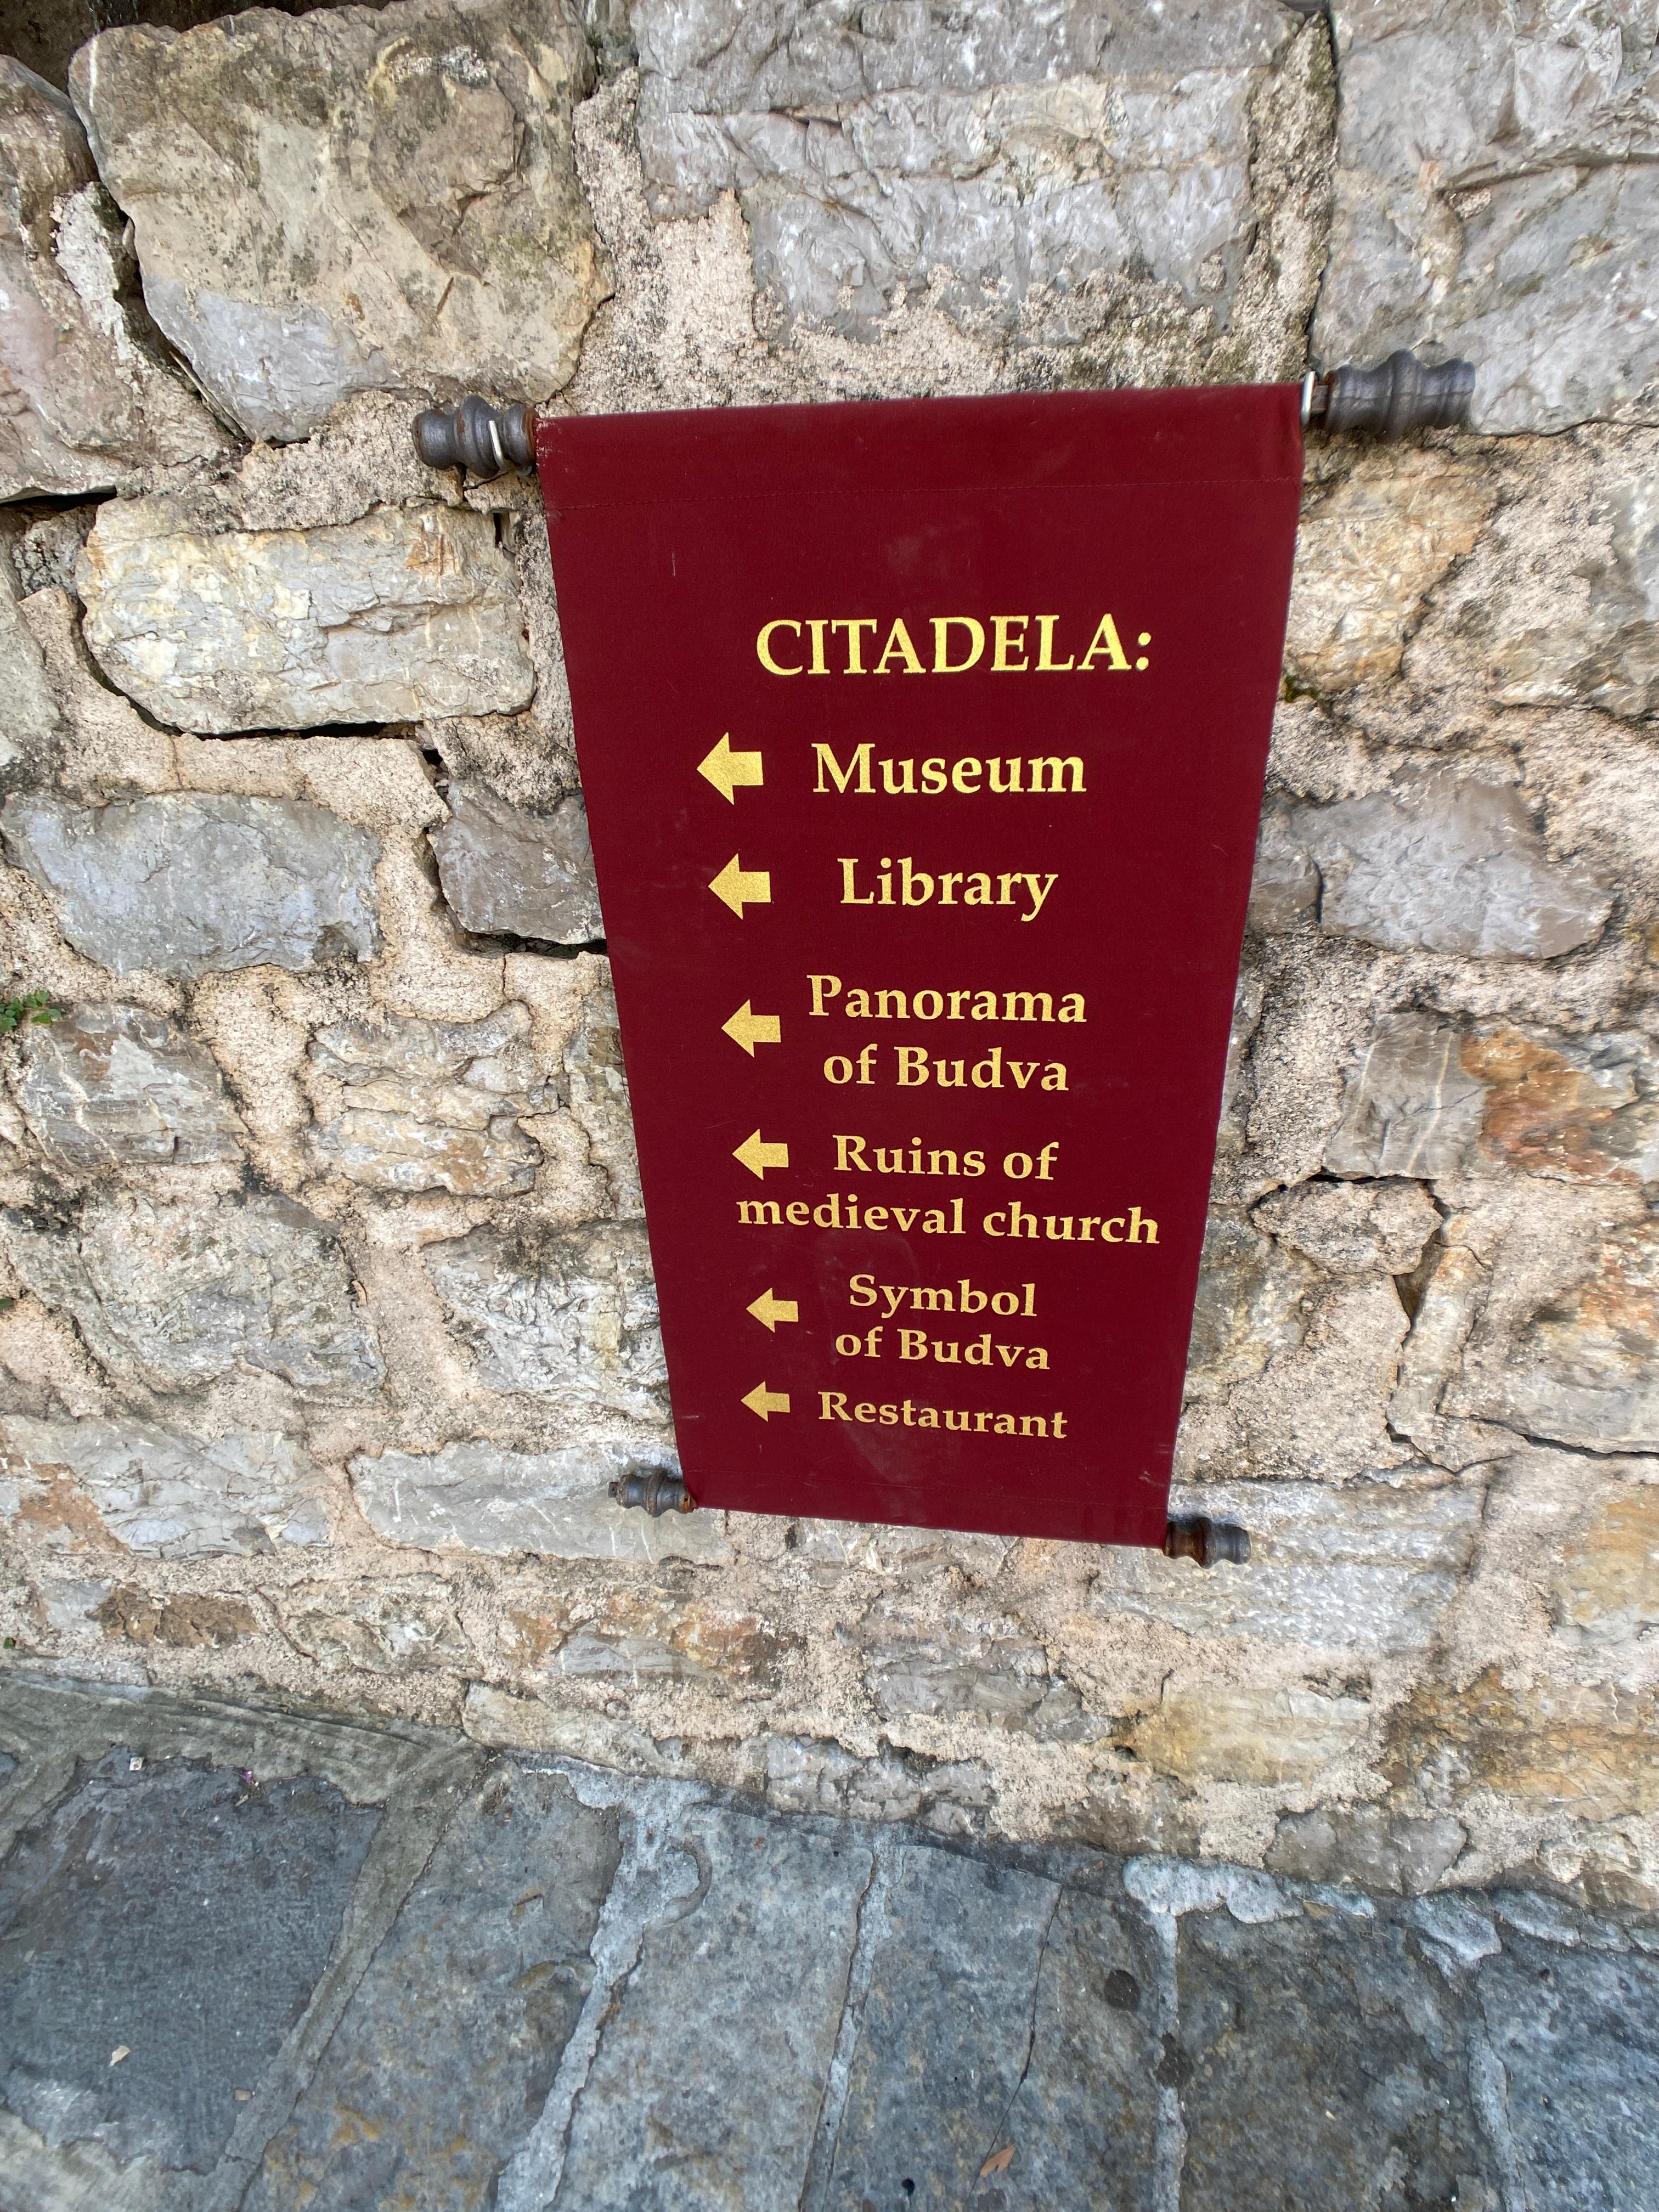 CITADELA:
Museum
Library
Panorama
of Budva
Ruins of
medieval church
Symbol
of Budva
Restaurant